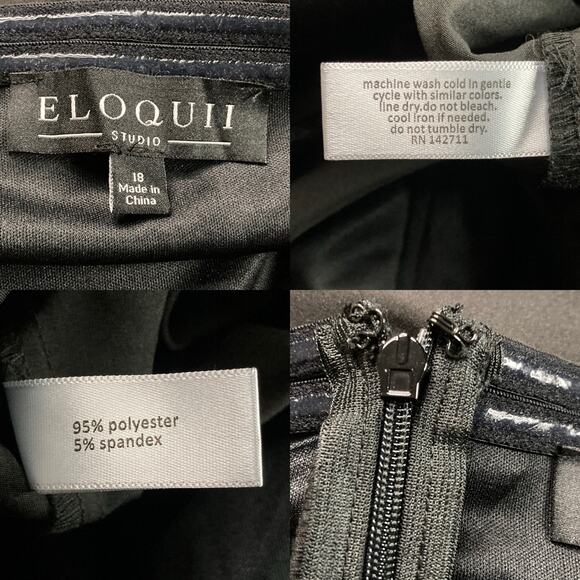 ELOQUII
STUDIO
18
Made in
China
machine wash cold in gentle
cycle with similar colors.
line dry.do not bleach.
cool iron if needed.
do not tumble dry.
RN 142711
95% polyester
5% spandex